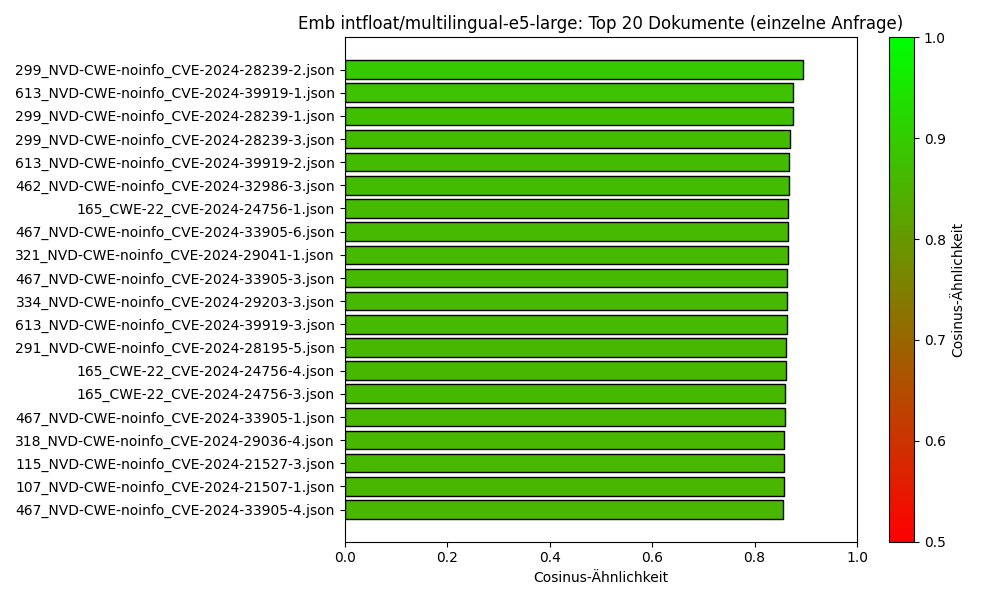 Emb intfloat/multilingual-e5-large: Top 20 Dokumente (einzelne Anfrage)
299_NVD-CWE-noinfo_CVE-2024-28239-2.json
613_NVD-CWE-noinfo_CVE-2024-39919-1.json
299_NVD-CWE-noinfo_CVE-2024-28239-1.json
299_NVD-CWE-noinfo_CVE-2024-28239-3.json
613_NVD-CWE-noinfo_CVE-2024-39919-2.json
462_NVD-CWE-noinfo_CVE-2024-32986-3.json
165_CWE-22_CVE-2024-24756-1.json
467_NVD-CWE-noinfo_CVE-2024-33905-6.json
321_NVD-CWE-noinfo_CVE-2024-29041-1.json
467_NVD-CWE-noinfo_CVE-2024-33905-3.json
334_NVD-CWE-noinfo_CVE-2024-29203-3.json
613_NVD-CWE-noinfo_CVE-2024-39919-3.json
291_NVD-CWE-noinfo_CVE-2024-28195-5.json
165_CWE-22_CVE-2024-24756-4.json
165_CWE-22_CVE-2024-24756-3.json
467_NVD-CWE-noinfo_CVE-2024-33905-1.json
318_NVD-CWE-noinfo_CVE-2024-29036-4.json
115_NVD-CWE-noinfo_CVE-2024-21527-3.json
107_NVD-CWE-noinfo_CVE-2024-21507-1.json
467_NVD-CWE-noinfo_CVE-2024-33905-4.json
0.0 0.2 0.4 0.6 0.8 1.0
Cosinus-Ähnlichkeit
1.0
0.9
0.8
0.7
0.6
0.5
Cosinus-Ähnlichkeit